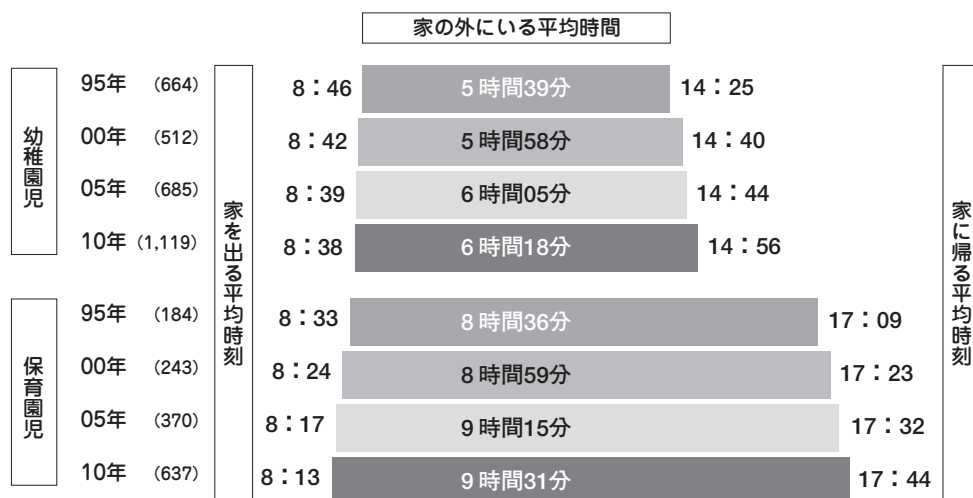 家の外にいる平均時間
幼稚園児
家を出る平均時刻
家に帰る平均時刻
95年 (664) 8：46 5時間39分 14：25
00年 (512) 8：42 5時間58分 14：40
05年 (685) 8：39 6時間05分 14：44
10年 (1,119) 8：38 6時間18分 14：56
保育園児
95年 (184) 8：33 8時間36分 17：09
00年 (243) 8：24 8時間59分 17：23
05年 (370) 8：17 9時間15分 17：32
10年 (637) 8：13 9時間31分 17：44